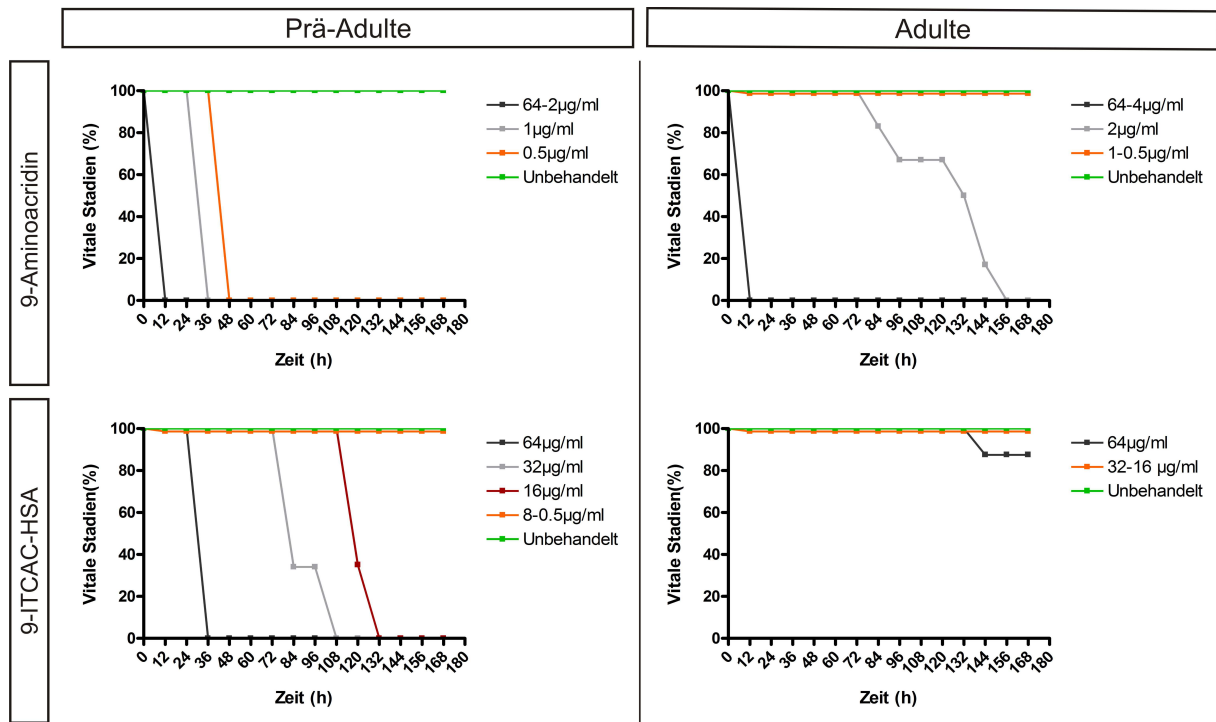 Prä-Adulte
Adulte
9-Aminoacridin
Vitale Stadien (%)
100
80
60
40
20
0
0 12 24 36 48 60 72 84 96 108 120 132 144 156 168 180
Zeit (h)
64-2µg/ml
1µg/ml
0.5µg/ml
Unbehandelt
Vitale Stadien (%)
100
80
60
40
20
0
0 12 24 36 48 60 72 84 96 108 120 132 144 156 168 180
Zeit (h)
64-4µg/ml
2µg/ml
1-0.5µg/ml
Unbehandelt
9-ITCAC-HSA
Vitale Stadien(%)
100
80
60
40
20
0
0 12 24 36 48 60 72 84 96 108 120 132 144 156 168 180
Zeit (h)
64µg/ml
32µg/ml
16µg/ml
8-0.5µg/ml
Unbehandelt
Vitale Stadien(%)
100
80
60
40
20
0
0 12 24 36 48 60 72 84 96 108 120 132 144 156 168 180
Zeit (h)
64µg/ml
32-16 µg/ml
Unbehandelt